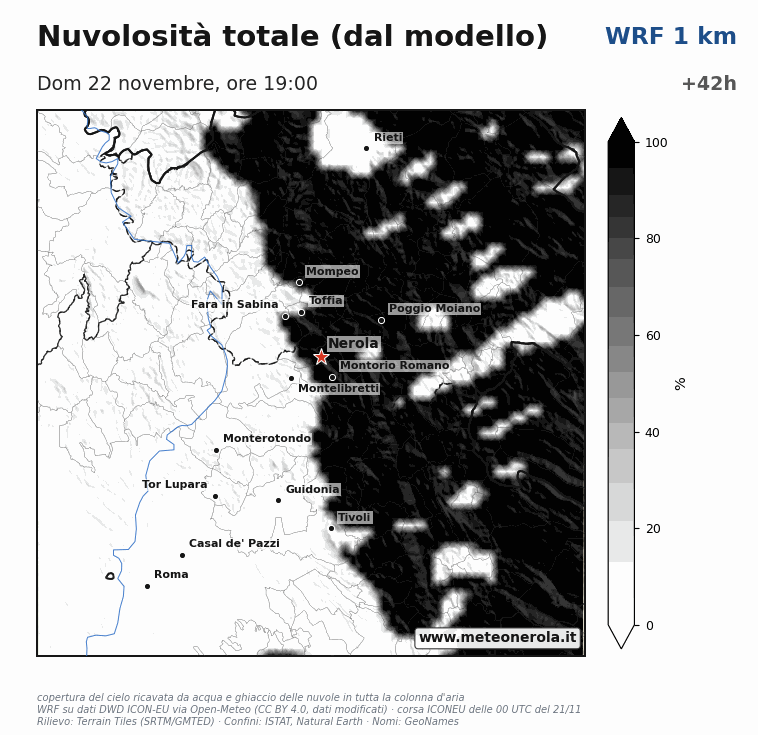 Nuvolosità totale (dal modello)
WRF 1 km
Dom 22 novembre, ore 19:00
+42h
Rieti
100
80
Mompeo
Toffia
Fara in Sabina
Poggio Moiano
60
Nerola
Montorio Romano
Montelibretti
%
40
Monterotondo
Tor Lupara
Guidonia
Tivoli
20
Casal de' Pazzi
Roma
0
www.meteonerola.it
copertura del cielo ricavata da acqua e ghiaccio delle nuvole in tutta la colonna d'aria
WRF su dati DWD ICON-EU via Open-Meteo (CC BY 4.0, dati modificati) · corsa ICONEU delle 00 UTC del 21/11
Rilievo: Terrain Tiles (SRTM/GMTED) · Confini: ISTAT, Natural Earth · Nomi: GeoNames